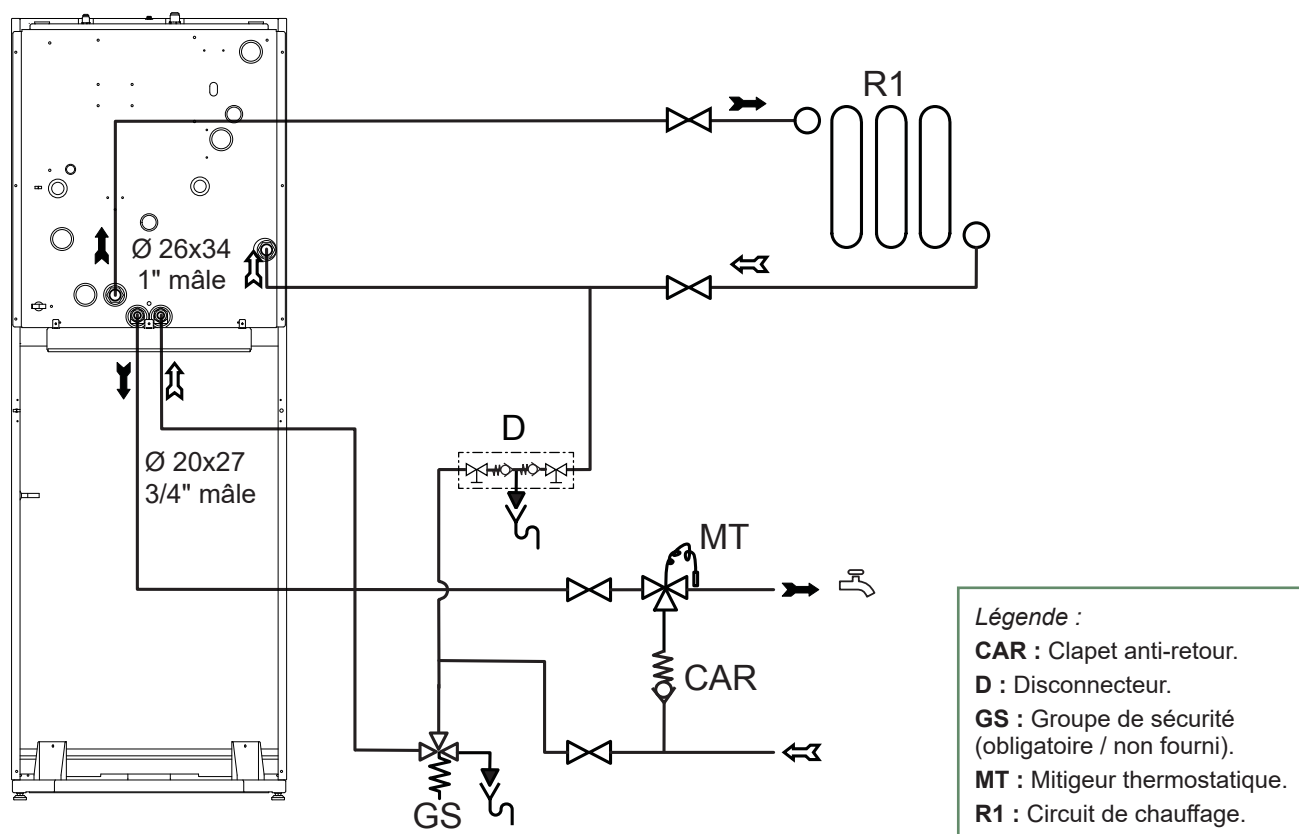 R1
Ø 26x34
1" mâle
D
Ø 20x27
3/4" mâle
MT
CAR
GS
Légende :
CAR : Clapet anti-retour.
D : Disconnecteur.
GS : Groupe de sécurité
(obligatoire / non fourni).
MT : Mitigeur thermostatique.
R1 : Circuit de chauffage.